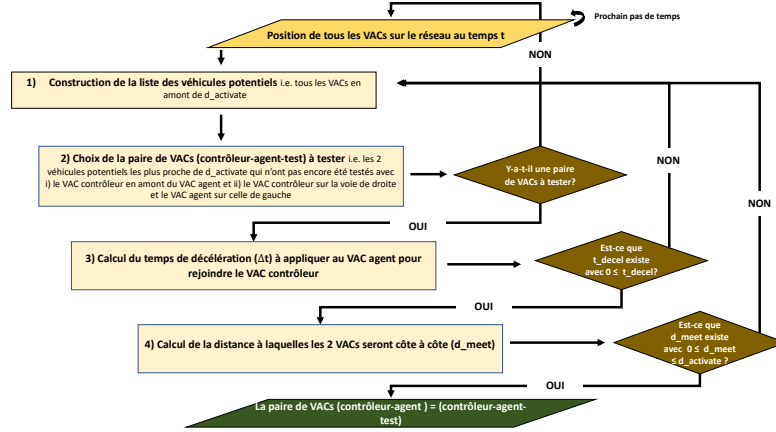 Prochain pas de temps
Position de tous les VACs sur le réseau au temps t
NON
1) Construction de la liste des véhicules potentiels i.e. tous les VACs en
amont de d_activate
2) Choix de la paire de VACs (contrôleur-agent-test) à tester i.e. les 2
véhicules potentiels les plus proche de d_activate qui n'ont pas encore été testés avec
i) le VAC contrôleur en amont du VAC agent et ii) le VAC contrôleur sur la voie de droite
et le VAC agent sur celle de gauche
Y-a-t-il une paire
de VACs à tester?
NON
NON
OUI
3) Calcul du temps de décélération (Δt) à appliquer au VAC agent pour
rejoindre le VAC contrôleur
Est-ce que
t_decel existe
avec 0 ≤ t_decel?
OUI
4) Calcul de la distance à laquelles les 2 VACs seront côte à côte (d_meet)
Est-ce que
d_meet existe
avec 0 ≤ d_meet
≤ d_activate ?
OUI
La paire de VACs (contrôleur-agent ) = (contrôleur-agent-
test)